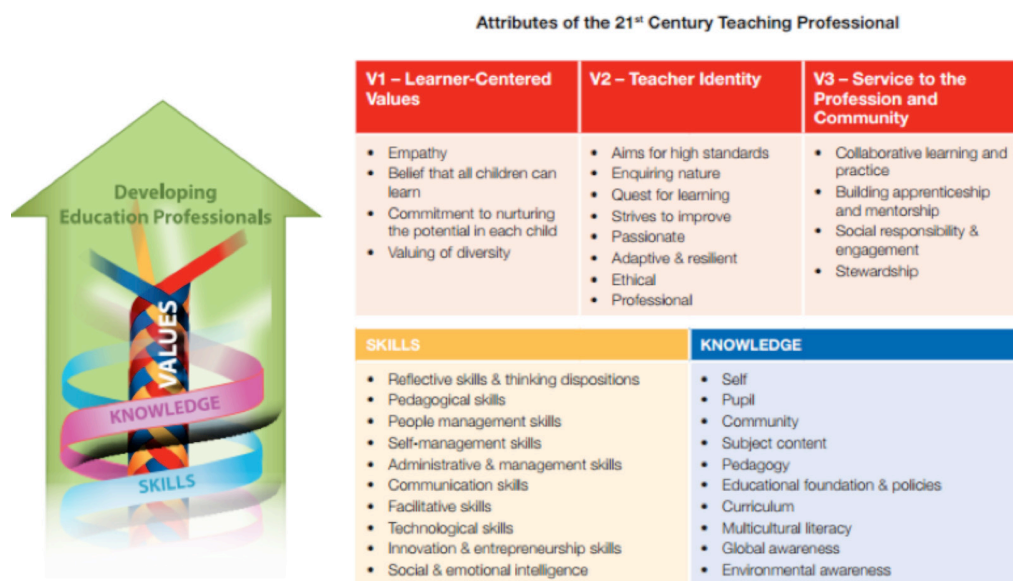 Attributes of the 21st Century Teaching Professional
Developing
Education Professionals
VALUES
KNOWLEDGE
SKILLS
V1 – Learner-Centered
Values
• Empathy
• Belief that all children can
learn
• Commitment to nurturing
the potential in each child
• Valuing of diversity
V2 – Teacher Identity
• Aims for high standards
• Enquiring nature
• Quest for learning
• Strives to improve
• Passionate
• Adaptive & resilient
• Ethical
• Professional
V3 – Service to the
Profession and
Community
• Collaborative learning and
practice
• Building apprenticeship
and mentorship
• Social responsibility &
engagement
• Stewardship
SKILLS
• Reflective skills & thinking dispositions
• Pedagogical skills
• People management skills
• Self-management skills
• Administrative & management skills
• Communication skills
• Facilitative skills
• Technological skills
• Innovation & entrepreneurship skills
• Social & emotional intelligence
KNOWLEDGE
• Self
• Pupil
• Community
• Subject content
• Pedagogy
• Educational foundation & policies
• Curriculum
• Multicultural literacy
• Global awareness
• Environmental awareness